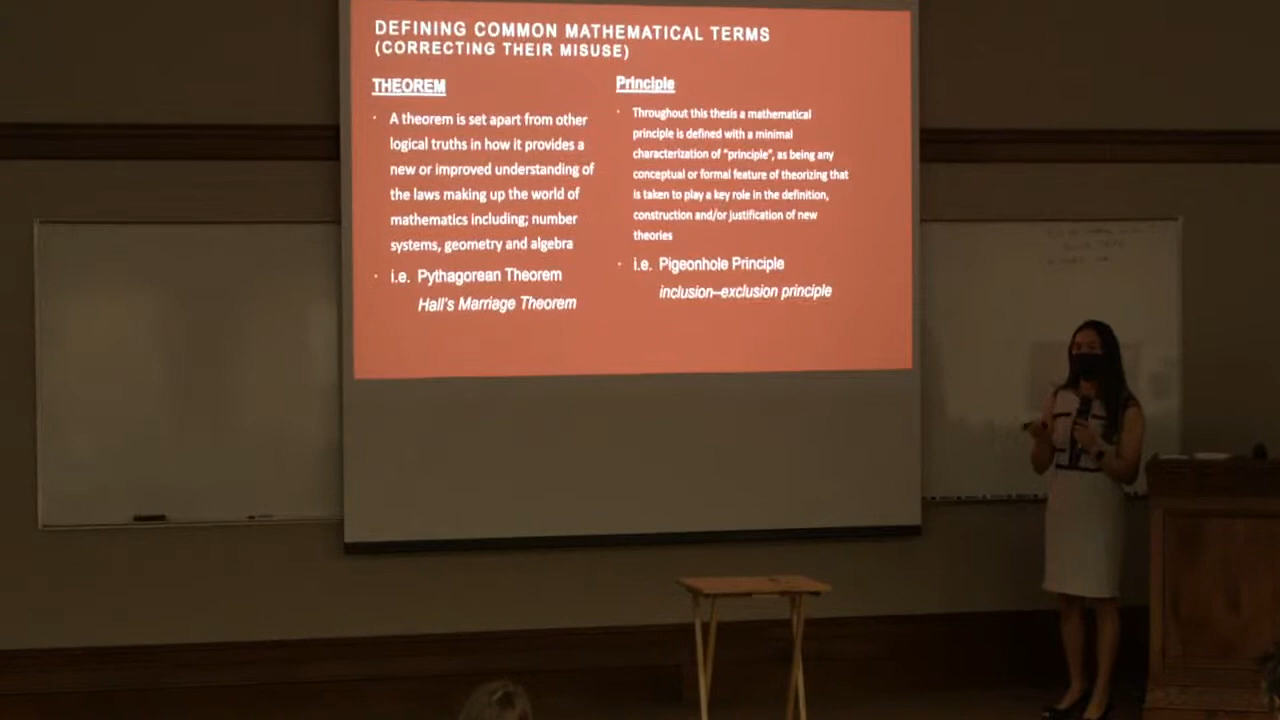 DEFINING COMMON MATHEMATICAL TERMS
(CORRECTING THEIR MISUSE)
THEOREM
· A theorem is set apart from other
logical truths in how it provides a
new or improved understanding of
the laws making up the world of
mathematics including; number
systems, geometry and algebra
· i.e. Pythagorean Theorem
Hall's Marriage Theorem
Principle
· Throughout this thesis a mathematical
principle is defined with a minimal
characterization of "principle", as being any
conceptual or formal feature of theorizing that
is taken to play a key role in the definition,
construction and/or justification of new
theories
· i.e. Pigeonhole Principle
inclusion–exclusion principle